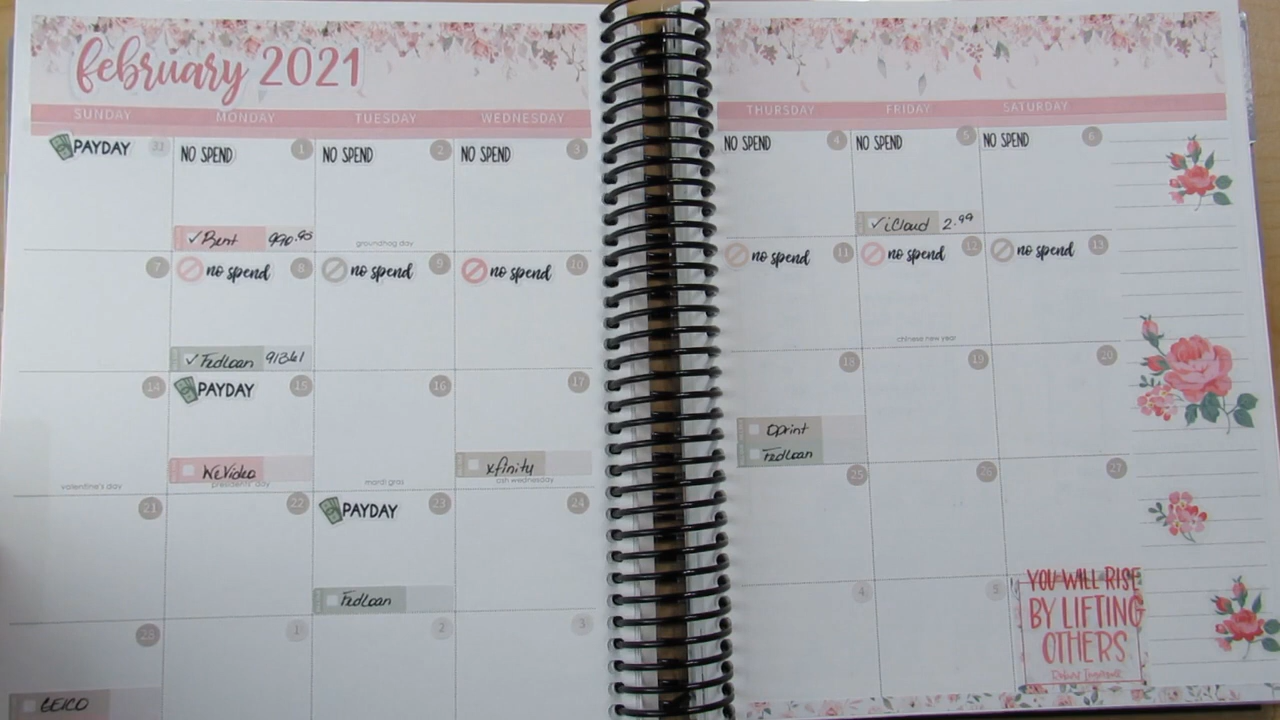 february 2021
SUNDAY MONDAY TUESDAY WEDNESDAY THURSDAY FRIDAY SATURDAY
PAYDAY 31 NO SPEND 1 NO SPEND 2 NO SPEND 3 NO SPEND 4 NO SPEND 5 NO SPEND 6
✓Rent 990.95 groundhog day ✓iCloud 2.99
7 no spend 8 no spend 9 no spend 10 no spend 11 no spend 12 no spend 13
✓FedLoan chinese new year
14 PAYDAY 15 16 17 18 19 20
WeVideo xfinity Dprint
FedLoan
valentine's day presidents' day mardi gras ash wednesday
21 22 PAYDAY 23 24 25 26 27
FedLoan
28 1 2 3 4 5
GEICO
YOU WILL RISE
BY LIFTING
OTHERS
Robert Ingersoll